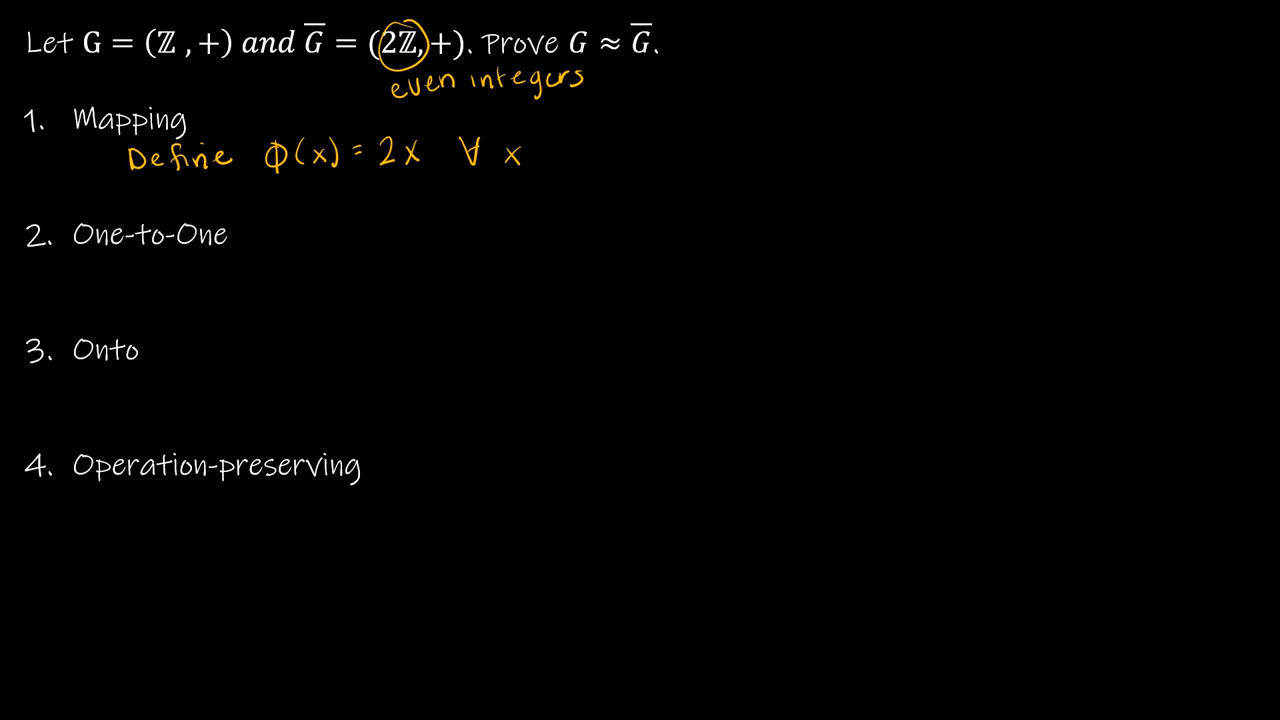 Let G = (ℤ , +) and G̅ = (2ℤ, +). Prove G ≈ G̅.
even integers
1. Mapping
Define ϕ(x) = 2x ∀ x
2. One-to-One
3. Onto
4. Operation-preserving